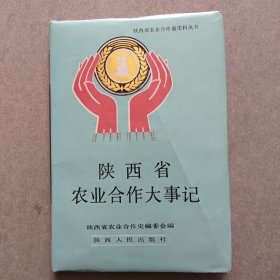 陕西省农业合作制史料丛书
陕西省
农业合作大事记
陕西省农业合作史编委会编
陕西人民出版社